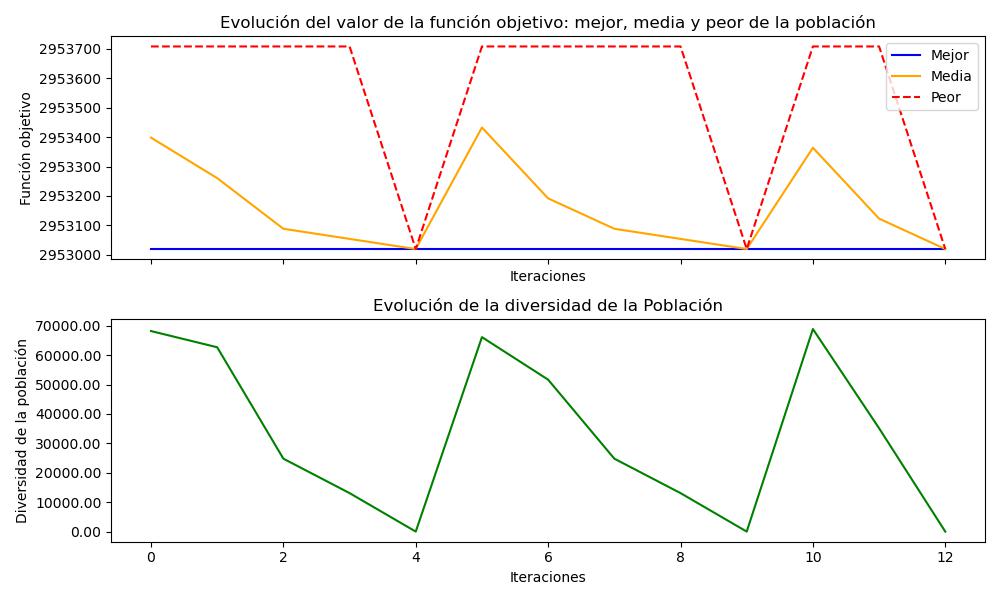 Evolución del valor de la función objetivo: mejor, media y peor de la población
Función objetivo
2953700
2953600
2953500
2953400
2953300
2953200
2953100
2953000
Mejor
Media
Peor
Iteraciones
Evolución de la diversidad de la Población
Diversidad de la población
70000.00
60000.00
50000.00
40000.00
30000.00
20000.00
10000.00
0.00
0 2 4 6 8 10 12
Iteraciones